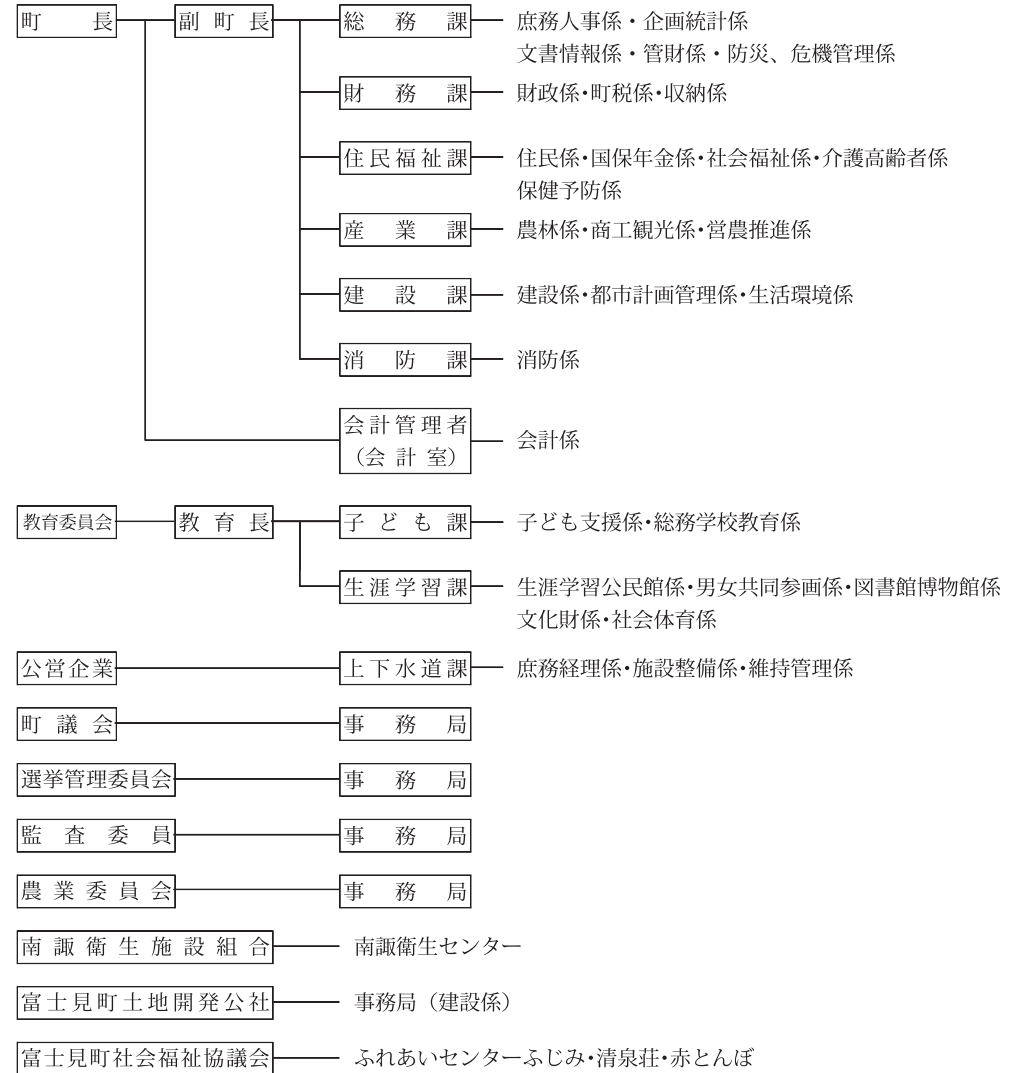 町長 副町長 総務課 庶務人事係・企画統計係
文書情報係・管財係・防災、危機管理係
財務課 財政係・町税係・収納係
住民福祉課 住民係・国保年金係・社会福祉係・介護高齢者係
保健予防係
産業課 農林係・商工観光係・営農推進係
建設課 建設係・都市計画管理係・生活環境係
消防課 消防係
会計管理者
（会計室） 会計係
教育委員会 教育長 子ども課 子ども支援係・総務学校教育係
生涯学習課 生涯学習公民館係・男女共同参画係・図書館博物館係
文化財係・社会体育係
公営企業 上下水道課 庶務経理係・施設整備係・維持管理係
町議会 事務局
選挙管理委員会 事務局
監査委員 事務局
農業委員会 事務局
南諏衛生施設組合 南諏衛生センター
富士見町土地開発公社 事務局（建設係）
富士見町社会福祉協議会 ふれあいセンターふじみ・清泉荘・赤とんぼ